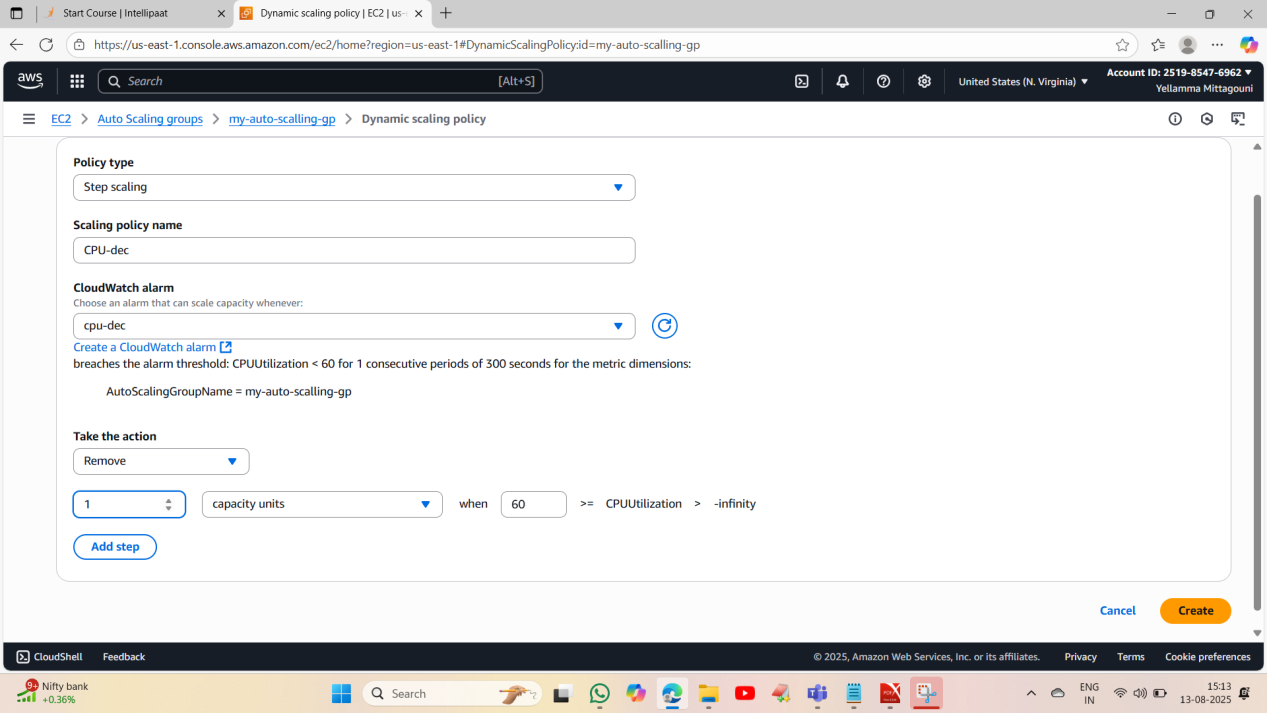 Start Course | Intellipaat
Dynamic scaling policy | EC2 | us-
https://us-east-1.console.aws.amazon.com/ec2/home?region=us-east-1#DynamicScalingPolicy:id=my-auto-scalling-gp
aws
Search
[Alt+S]
United States (N. Virginia)
Account ID: 2519-8547-6962
Yellamma Mittagouni
EC2 > Auto Scaling groups > my-auto-scalling-gp > Dynamic scaling policy
Policy type
Step scaling
Scaling policy name
CPU-dec
CloudWatch alarm
Choose an alarm that can scale capacity whenever:
cpu-dec
Create a CloudWatch alarm
breaches the alarm threshold: CPUUtilization < 60 for 1 consecutive periods of 300 seconds for the metric dimensions:
AutoScalingGroupName = my-auto-scalling-gp
Take the action
Remove
1 capacity units when 60 >= CPUUtilization > -infinity
Add step
Cancel Create
CloudShell Feedback © 2025, Amazon Web Services, Inc. or its affiliates. Privacy Terms Cookie preferences
9+
Nifty bank
+0.36%
Search
ENG
IN
15:13
13-08-2025